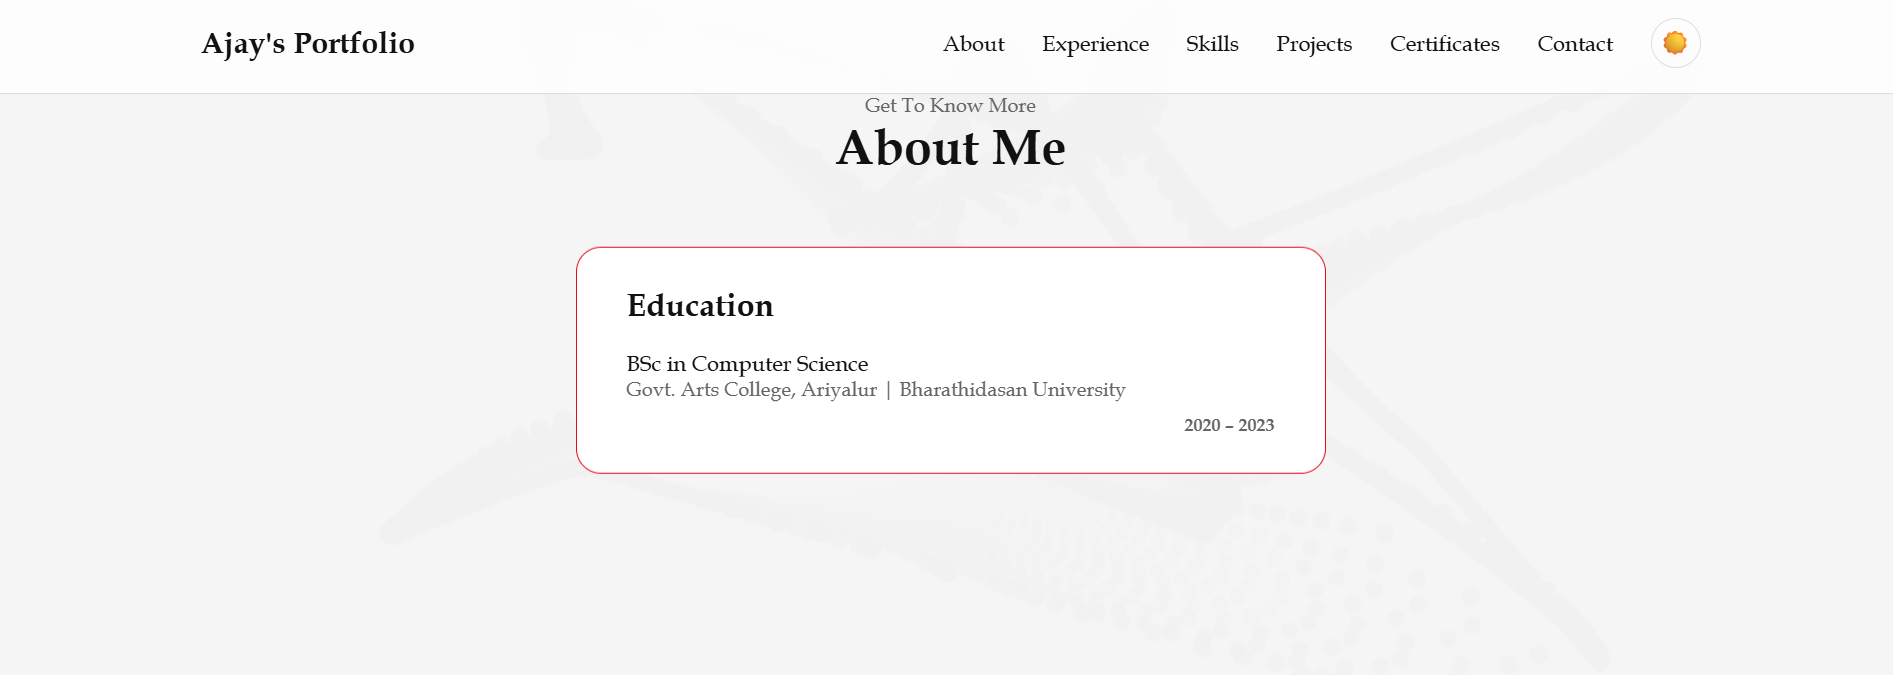 Ajay's Portfolio About Experience Skills Projects Certificates Contact
Get To Know More
About Me
Education
BSc in Computer Science
Govt. Arts College, Ariyalur | Bharathidasan University
2020 – 2023